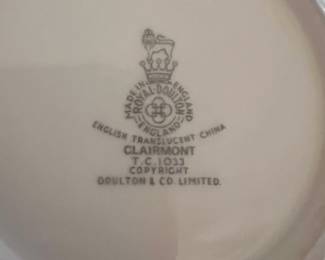 MADE IN ENGLAND
ROYAL DOULTON
ENGLAND
ENGLISH TRANSLUCENT CHINA
CLAIRMONT
T.C.1033
COPYRIGHT
DOULTON & CO. LIMITED.